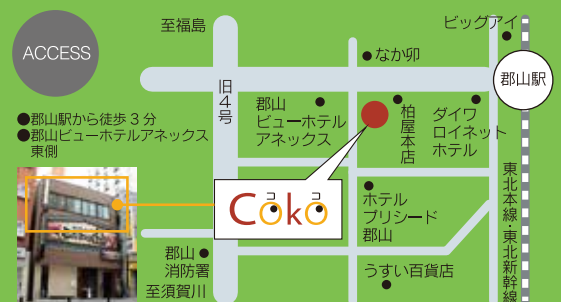 ACCESS
●郡山駅から徒歩3分
●郡山ビューホテルアネックス
東側
至福島
旧4号
ビッグアイ
なか卯
郡山駅
郡山
ビューホテル
アネックス
柏屋本店
ダイワ
ロイネット
ホテル
コ コ
Coko
ホテル
プリシード
郡山
東北本線・東北新幹線
郡山
消防署
至須賀川
うすい百貨店